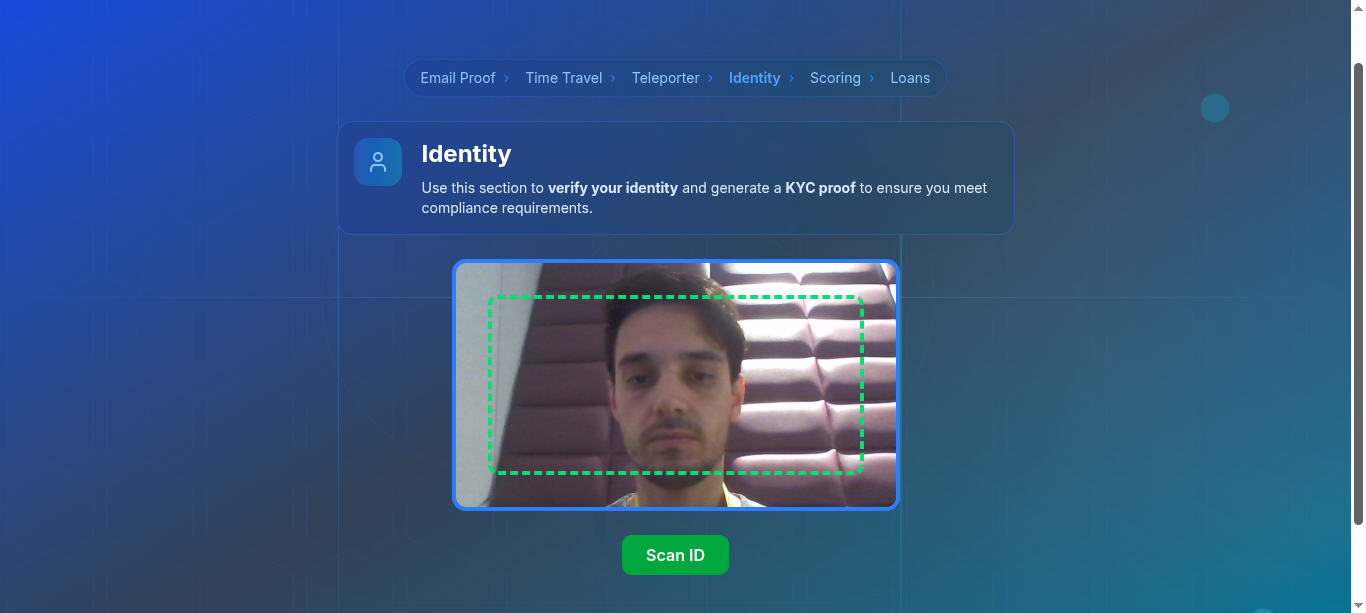 Email Proof › Time Travel › Teleporter › Identity › Scoring › Loans
Identity
Use this section to verify your identity and generate a KYC proof to ensure you meet
compliance requirements.
Scan ID